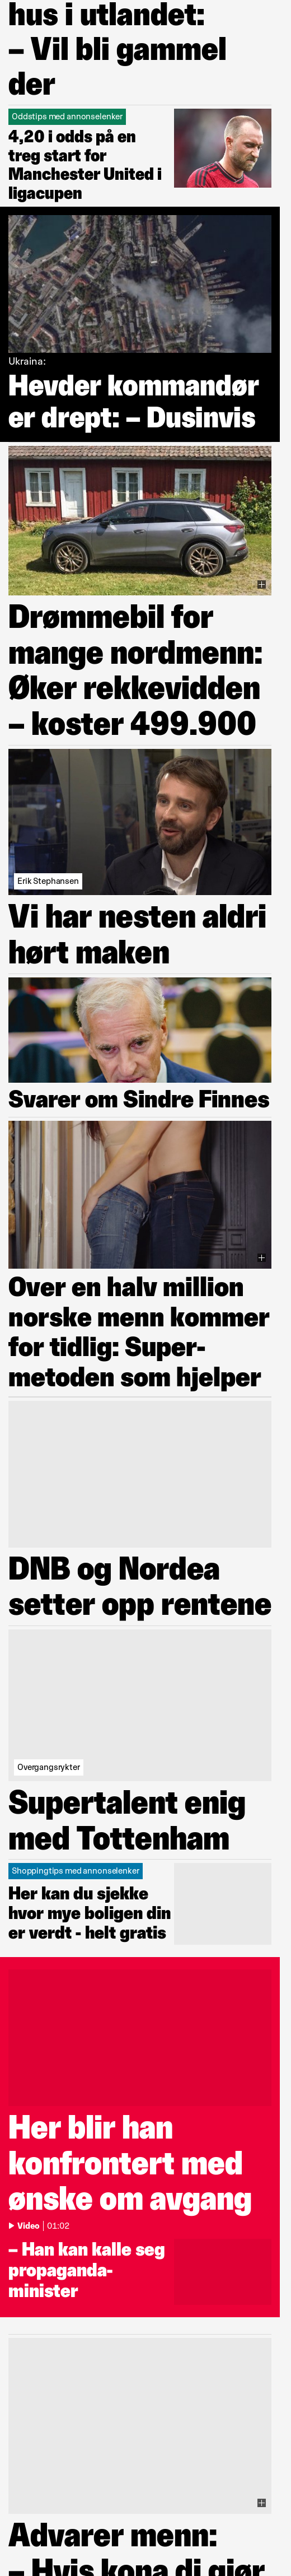 hus i utlandet:
– Vil bli gammel
der
Oddstips med annonselenker
4,20 i odds på en
treg start for
Manchester United i
ligacupen
Ukraina:
Hevder kommandør
er drept: – Dusinvis
Drømmebil for
mange nordmenn:
Øker rekkevidden
– koster 499.900
Erik Stephansen
Vi har nesten aldri
hørt maken
Svarer om Sindre Finnes
Over en halv million
norske menn kommer
for tidlig: Super-
metoden som hjelper
DNB og Nordea
setter opp rentene
Overgangsrykter
Supertalent enig
med Tottenham
Shoppingtips med annonselenker
Her kan du sjekke
hvor mye boligen din
er verdt - helt gratis
Her blir han
konfrontert med
ønske om avgang
Video | 01:02
– Han kan kalle seg
propaganda-
minister
Advarer menn:
– Hvis kona di gjør